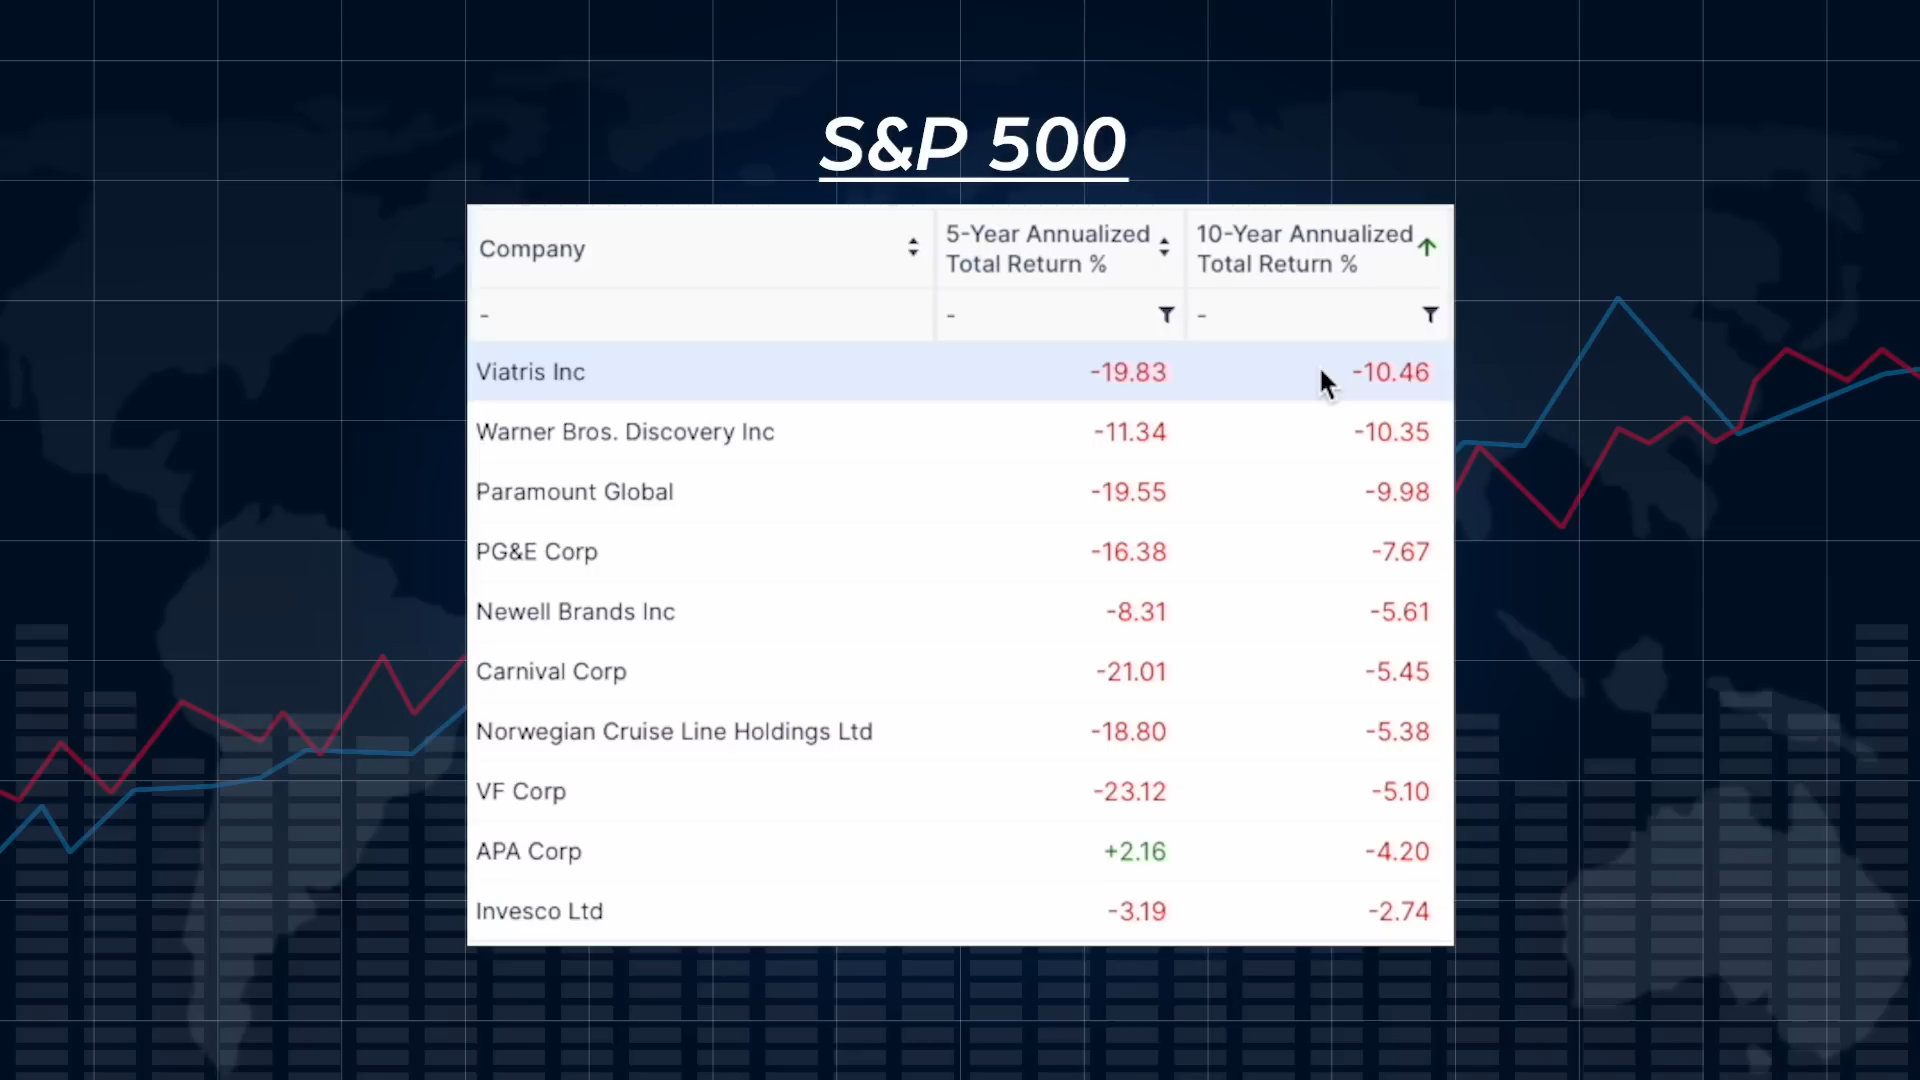 S&P 500
Company
5-Year Annualized
Total Return %
10-Year Annualized
Total Return %
- - -
Viatris Inc -19.83 -10.46
Warner Bros. Discovery Inc -11.34 -10.35
Paramount Global -19.55 -9.98
PG&E Corp -16.38 -7.67
Newell Brands Inc -8.31 -5.61
Carnival Corp -21.01 -5.45
Norwegian Cruise Line Holdings Ltd -18.80 -5.38
VF Corp -23.12 -5.10
APA Corp +2.16 -4.20
Invesco Ltd -3.19 -2.74